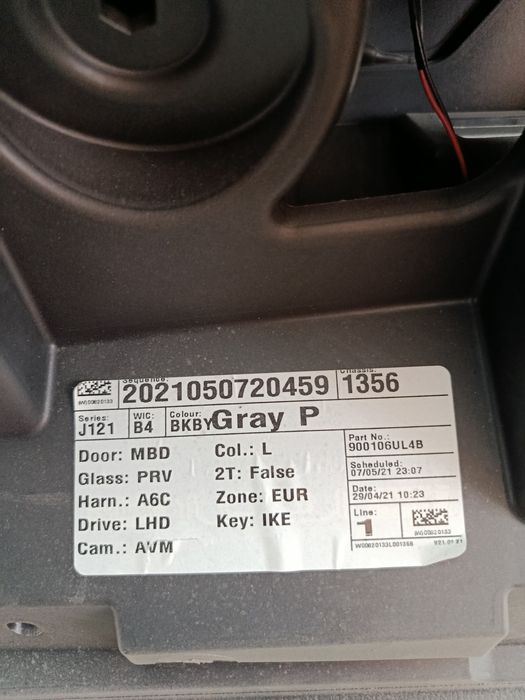 Sequence: Chassis:
2021050720459 1356
Series: WIC: Colour:
J121 B4 BKBY Gray P
Door: MBD Col.: L
Glass: PRV 2T: False
Harn.: A6C Zone: EUR
Drive: LHD Key: IKE
Cam.: AVM
Part No.:
900106UL4B
Scheduled:
07/05/21 23:07
Date:
29/04/21 10:23
Line:
1